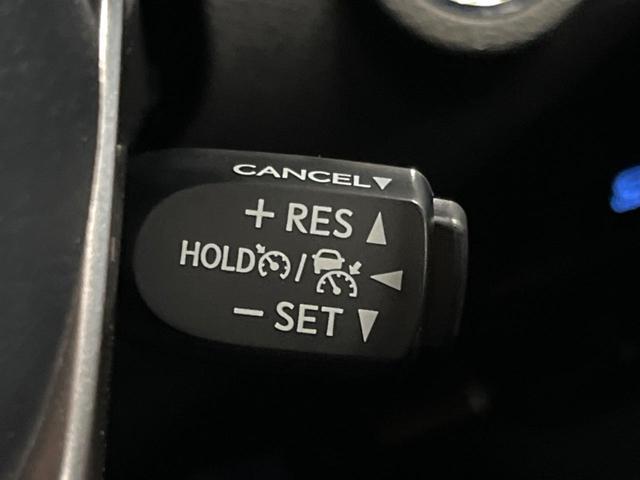 CANCEL▼
+ RES ▲
HOLD / ◀
− SET ▼